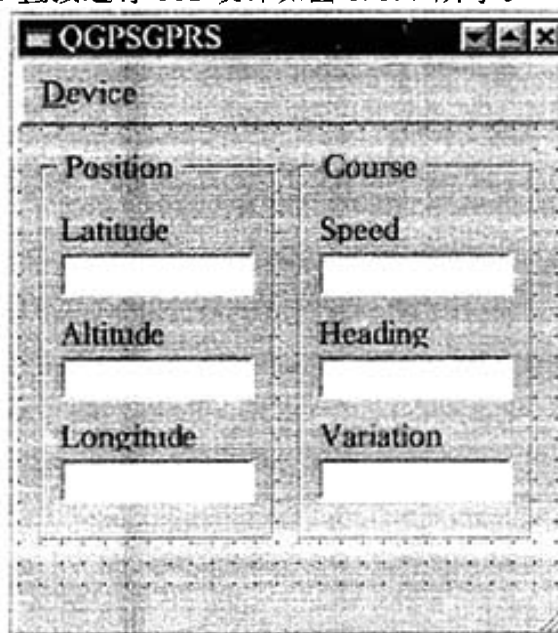 QGPSGPRS
Device
Position
Course
Latitude
Speed
Altitude
Heading
Longitude
Variation